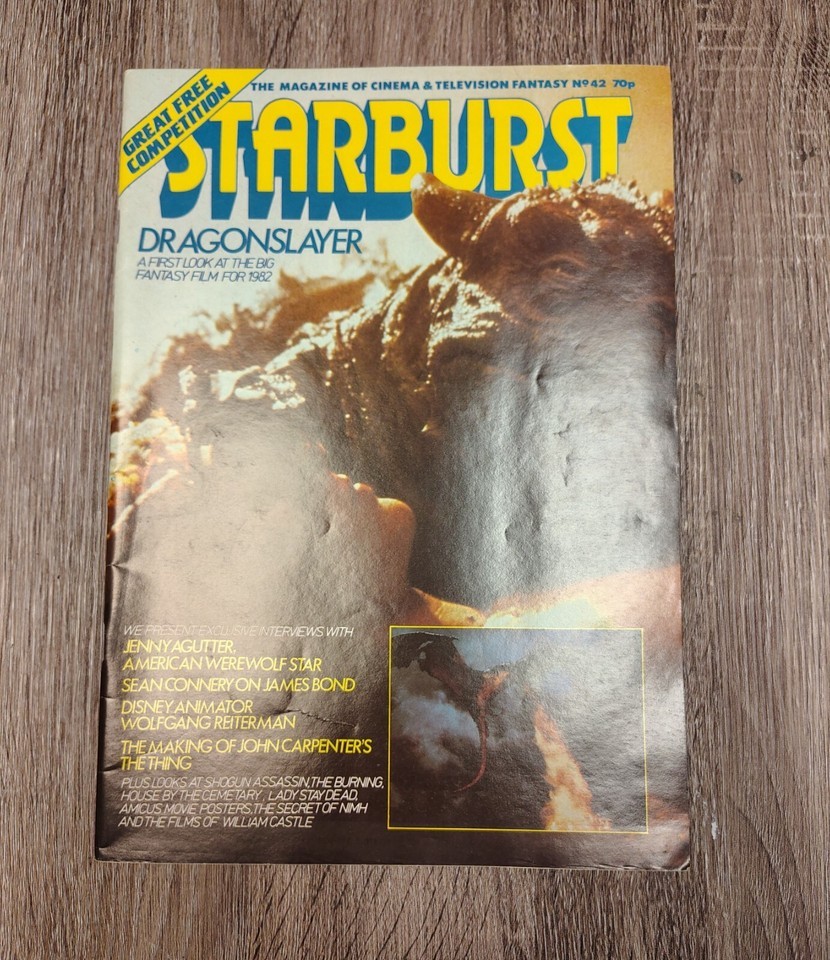 GREAT FREE
COMPETITION
THE MAGAZINE OF CINEMA & TELEVISION FANTASY Nº42 70p
STARBURST
DRAGONSLAYER
A FIRST LOOK AT THE BIG
FANTASY FILM FOR 1982
WE PRESENT EXCLUSIVE INTERVIEWS WITH
JENNY AGUTTER,
AMERICAN WEREWOLF STAR
SEAN CONNERY ON JAMES BOND
DISNEY ANIMATOR
WOLFGANG REITERMAN
THE MAKING OF JOHN CARPENTER'S
THE THING
PLUS LOOKS AT SHOGUN ASSASSIN, THE BURNING,
HOUSE BY THE CEMETARY, LADY STAY DEAD,
AMICUS MOVIE POSTERS, THE SECRET OF NIMH
AND THE FILMS OF WILLIAM CASTLE